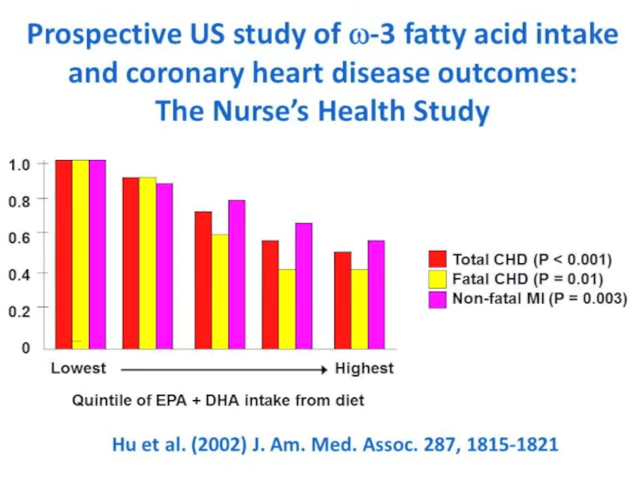 Prospective US study of ω-3 fatty acid intake
and coronary heart disease outcomes:
The Nurse's Health Study
1.0
0.8
0.6
0.4
0.2
0
Total CHD (P < 0.001)
Fatal CHD (P = 0.01)
Non-fatal MI (P = 0.003)
Lowest
Highest
Quintile of EPA + DHA intake from diet
Hu et al. (2002) J. Am. Med. Assoc. 287, 1815-1821